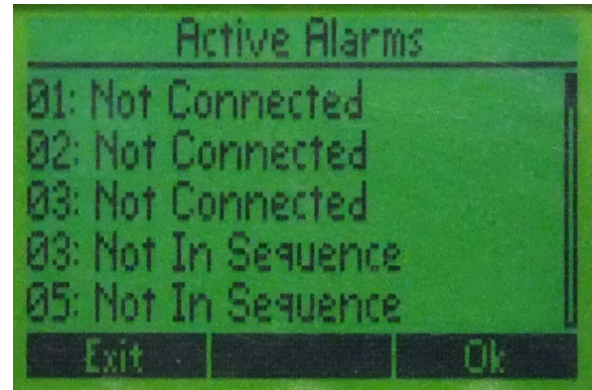 Active Alarms
01: Not Connected
02: Not Connected
03: Not Connected
03: Not In Sequence
05: Not In Sequence
Exit Ok